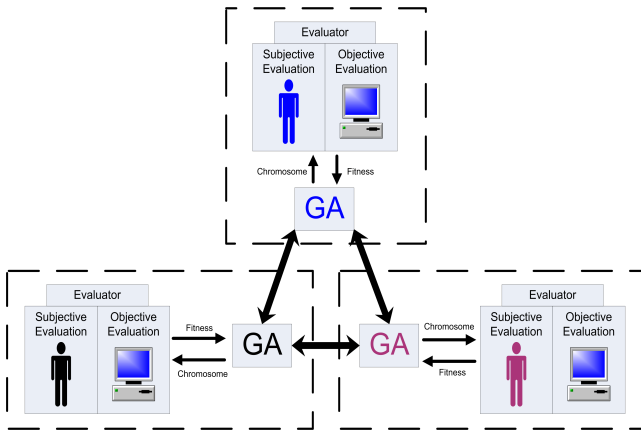 Evaluator
Subjective Evaluation
Objective Evaluation
Chromosome
Fitness
GA
Evaluator
Subjective Evaluation
Objective Evaluation
Fitness
Chromosome
GA
GA
Chromosome
Fitness
Evaluator
Subjective Evaluation
Objective Evaluation